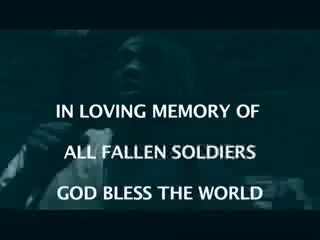 IN LOVING MEMORY OF
ALL FALLEN SOLDIERS
GOD BLESS THE WORLD